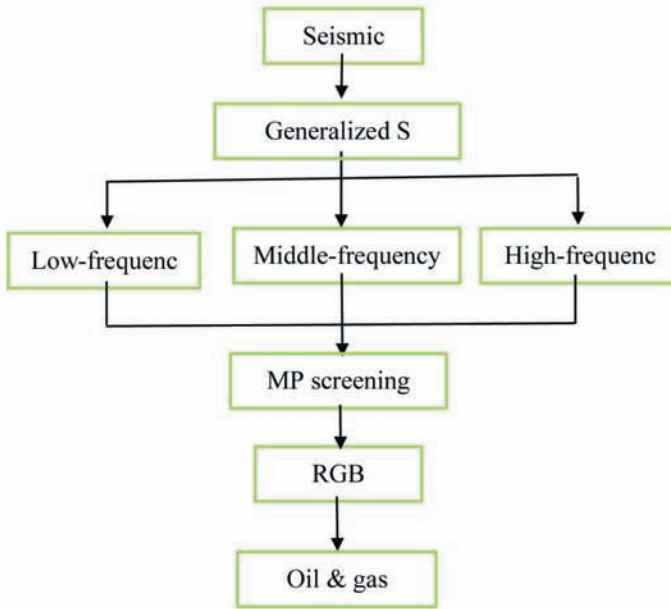 Seismic
Generalized S
Low-frequenc
Middle-frequency
High-frequenc
MP screening
RGB
Oil & gas